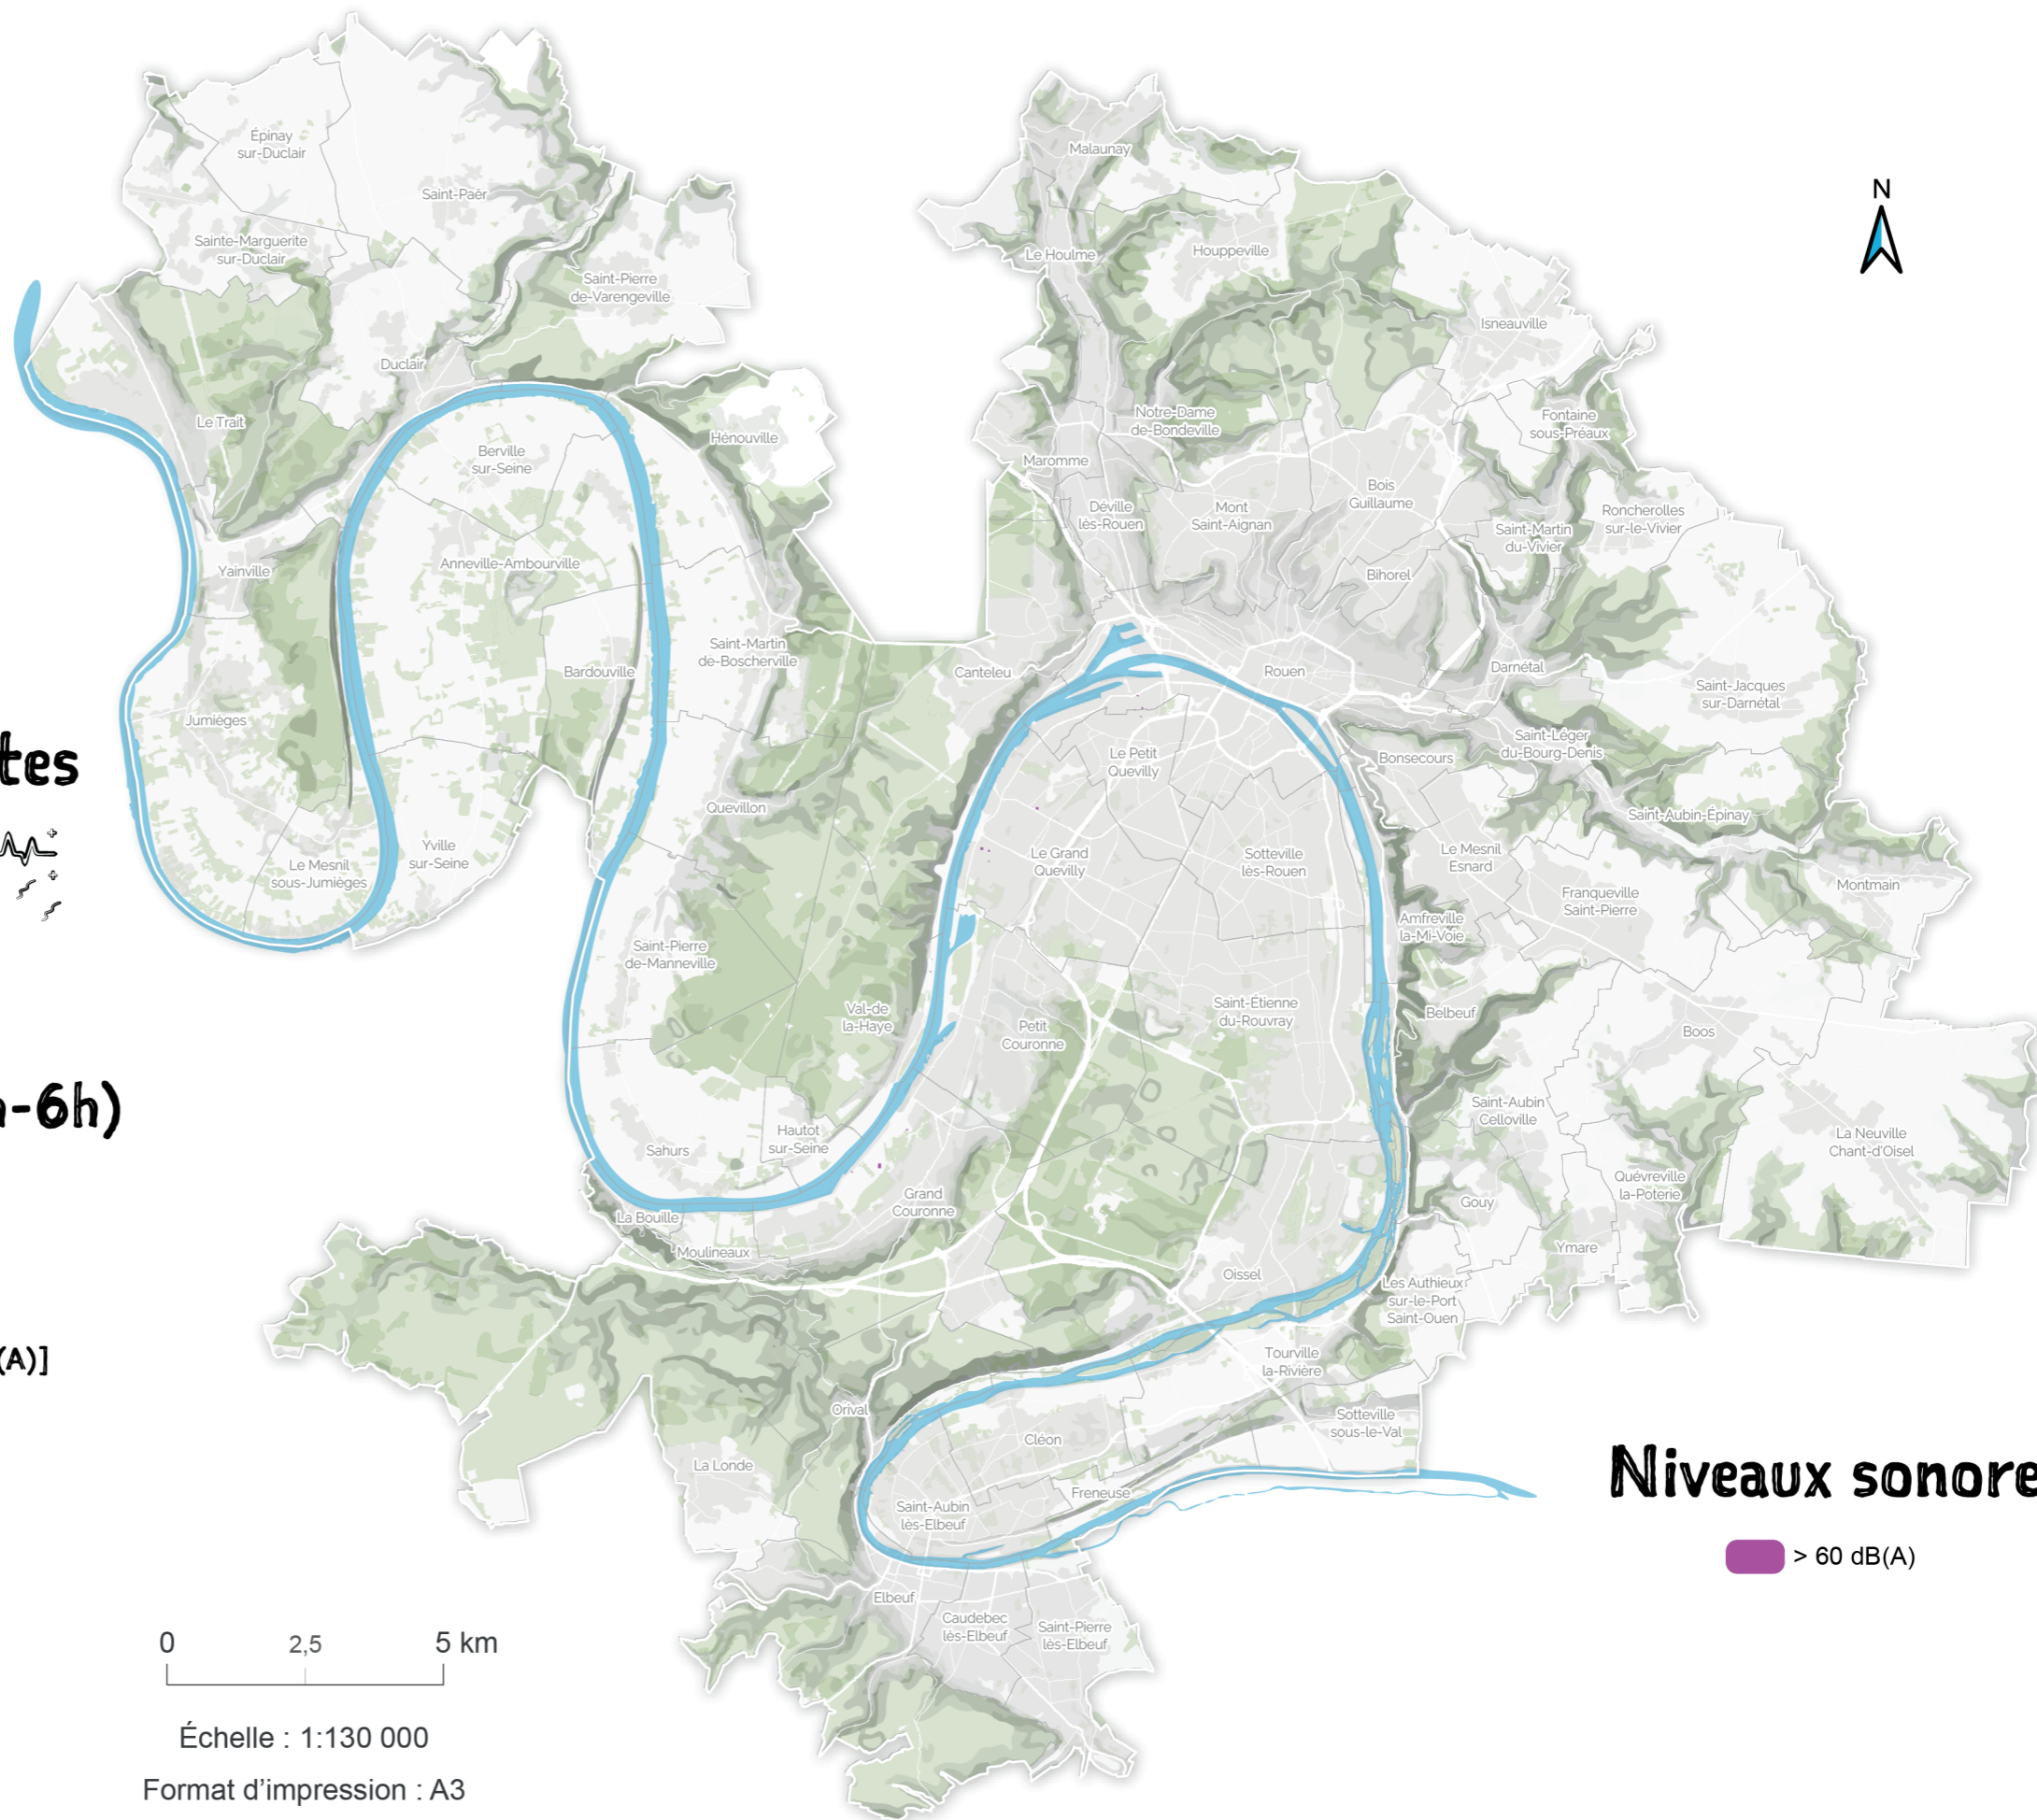 N
Malaunay
Épinay
sur-Duclair
Saint-Paër
Sainte-Marguerite
sur-Duclair
Le Houlme
Houppeville
Saint-Pierre
de-Varengeville
Isneauville
Duclair
Le Trait
Notre-Dame
de-Bondeville
Fontaine
sous-Préaux
Hénouville
Berville
sur-Seine
Maromme
Bois
Guillaume
Déville
lès-Rouen
Mont
Saint-Aignan
Roncherolles
sur-le-Vivier
Saint-Martin
du-Vivier
Yainville
Anneville-Ambourville
Bihorel
Saint-Martin
de-Boscherville
Bardouville
Canteleu
Rouen
Darnétal
Saint-Jacques
sur-Darnétal
Jumièges
tes
Le Petit
Quevilly
Bonsecours
Saint-Léger
du-Bourg-Denis
Quevillon
Saint-Aubin-Épinay
Yville
sur-Seine
Le Mesnil
sous-Jumièges
Le Grand
Quevilly
Sotteville
lès-Rouen
Le Mesnil
Esnard
Franqueville
Saint-Pierre
Montmain
Amfreville
la-Mi-Voie
Saint-Pierre
de-Manneville
Val-de
la-Haye
Petit
Couronne
Saint-Étienne
du-Rouvray
Belbeuf
Boos
-6h)
Saint-Aubin
Celloville
La Neuville
Chant-d'Oisel
Sahurs
Hautot
sur-Seine
Quévreville
la-Poterie
Grand
Couronne
Gouy
La Bouille
Moulineaux
Ymare
Oissel
Les Authieux
sur-le-Port
Saint-Ouen
(A)]
Tourville
la-Rivière
Orival
Sotteville
sous-le-Val
Cléon
La Londe
Freneuse
Saint-Aubin
lès-Elbeuf
Niveaux sonore
> 60 dB(A)
Elbeuf
Caudebec
lès-Elbeuf
Saint-Pierre
lès-Elbeuf
0 2,5 5 km
Échelle : 1:130 000
Format d'impression : A3